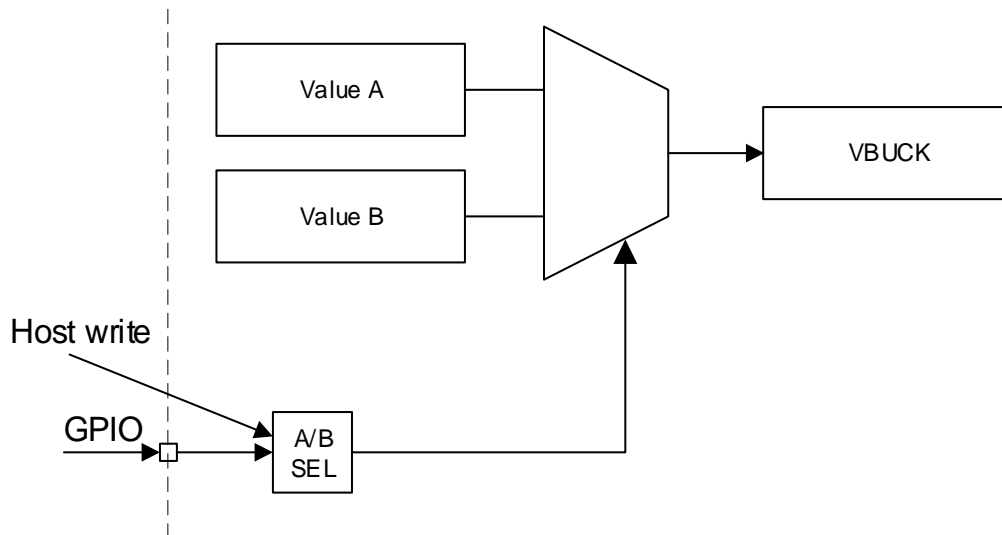 Value A
VBUCK
Value B
Host write
GPIO
A/B
SEL